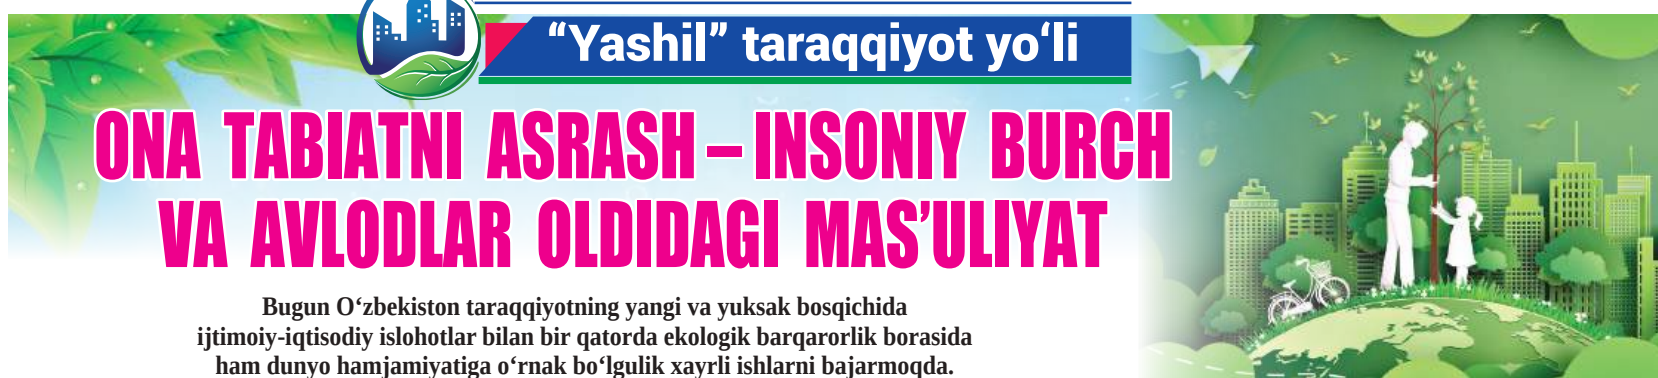 “Yashil” taraqqiyot yo‘li
ONA TABIATNI ASRASH – INSONIY BURCH
VA AVLODLAR OLDIDAGI MAS’ULIYAT
Bugun O‘zbekiston taraqqiyotning yangi va yuksak bosqichida
ijtimoiy-iqtisodiy islohotlar bilan bir qatorda ekologik barqarorlik borasida
ham dunyo hamjamiyatiga o‘rnak bo‘lgulik xayrli ishlarni bajarmoqda.